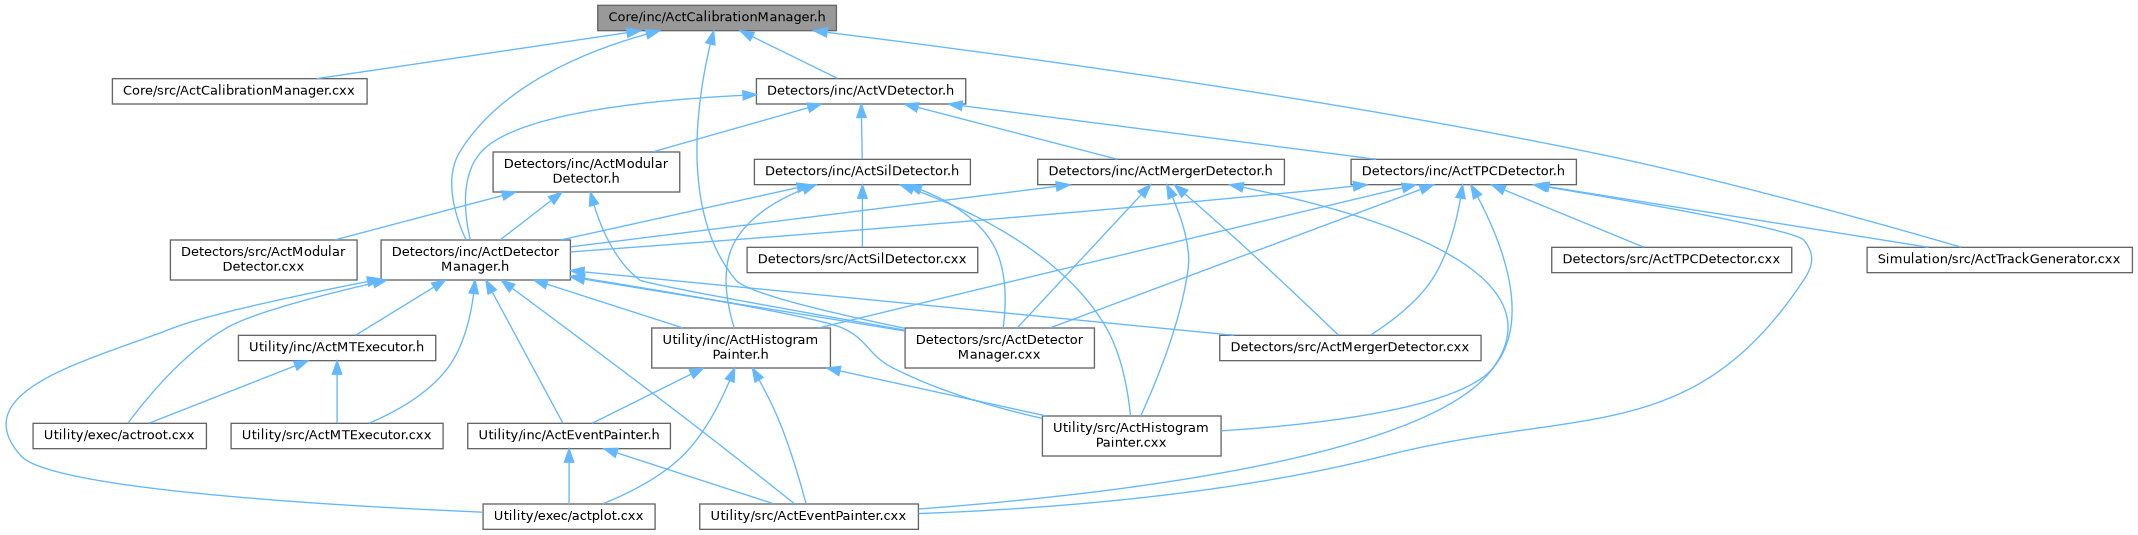 Core/inc/ActCalibrationManager.h
Core/src/ActCalibrationManager.cxx
Detectors/inc/ActVDetector.h
Detectors/inc/ActModular
Detector.h
Detectors/inc/ActSilDetector.h
Detectors/inc/ActMergerDetector.h
Detectors/inc/ActTPCDetector.h
Detectors/src/ActModular
Detector.cxx
Detectors/inc/ActDetector
Manager.h
Detectors/src/ActSilDetector.cxx
Detectors/src/ActTPCDetector.cxx
Simulation/src/ActTrackGenerator.cxx
Utility/inc/ActMTExecutor.h
Utility/inc/ActHistogram
Painter.h
Detectors/src/ActDetector
Manager.cxx
Detectors/src/ActMergerDetector.cxx
Utility/exec/actroot.cxx
Utility/src/ActMTExecutor.cxx
Utility/inc/ActEventPainter.h
Utility/src/ActHistogram
Painter.cxx
Utility/exec/actplot.cxx
Utility/src/ActEventPainter.cxx